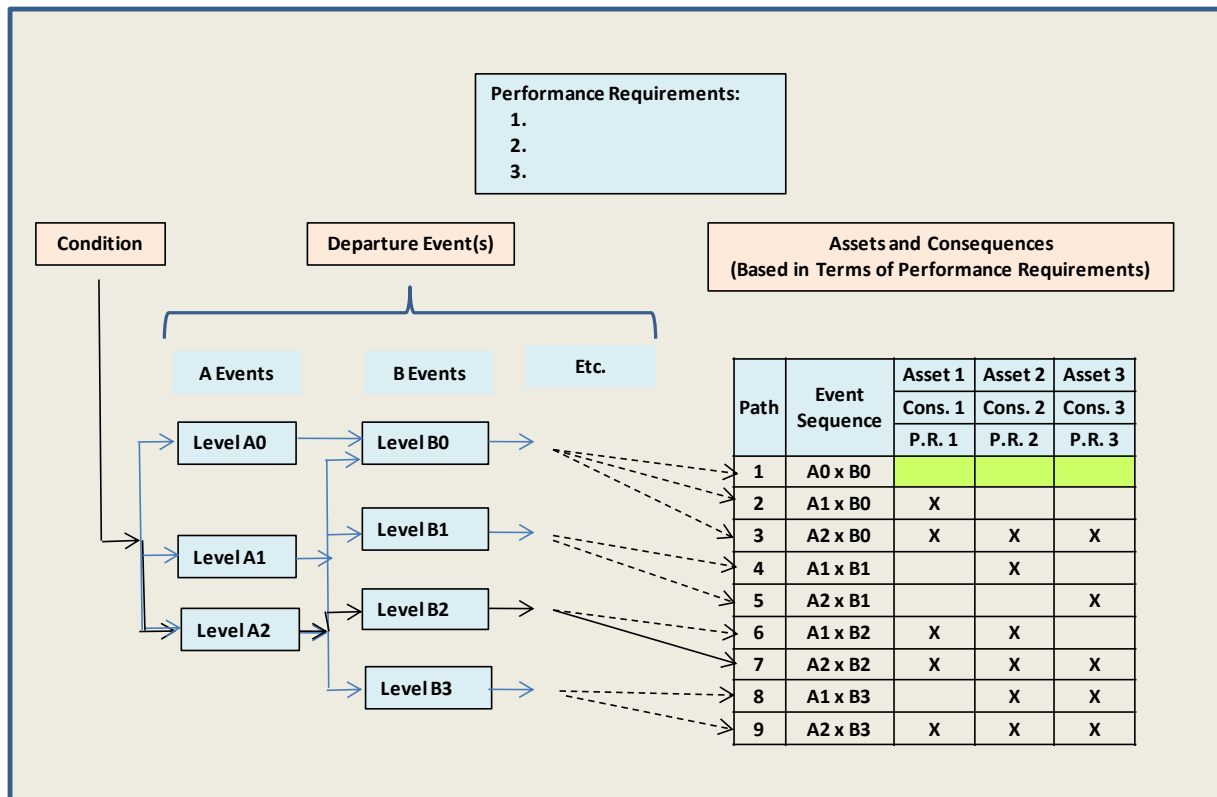 Performance Requirements:
1.
2.
3.
Condition
Departure Event(s)
Assets and Consequences
(Based in Terms of Performance Requirements)
A Events
B Events
Etc.
Level A0
Level B0
Level A1
Level B1
Level A2
Level B2
Level B3
Path Event Sequence Asset 1 Asset 2 Asset 3
Cons. 1 Cons. 2 Cons. 3
P.R. 1 P.R. 2 P.R. 3
1 A0 x B0
2 A1 x B0 X
3 A2 x B0 X X X
4 A1 x B1 X
5 A2 x B1 X
6 A1 x B2 X X
7 A2 x B2 X X X
8 A1 x B3 X X
9 A2 x B3 X X X